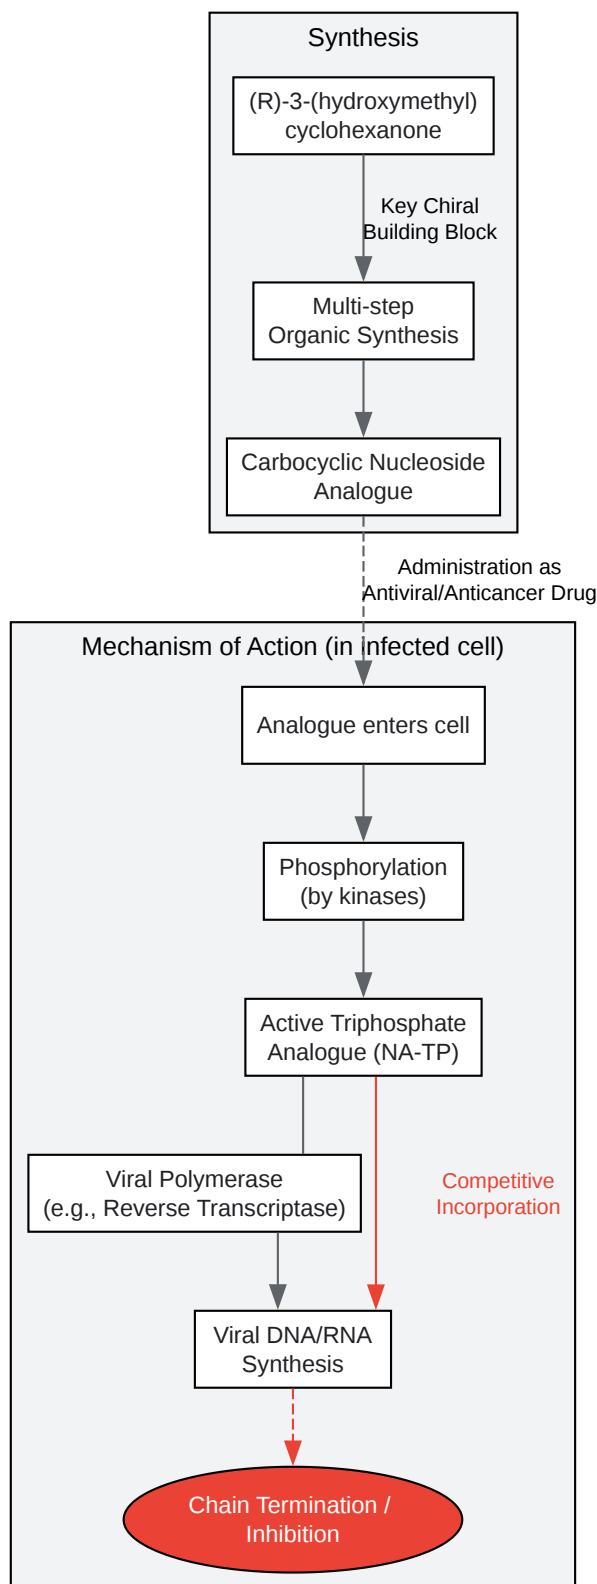 Synthesis
(R)-3-(hydroxymethyl)
cyclohexanone
Key Chiral
Building Block
Multi-step
Organic Synthesis
Carbocyclic Nucleoside
Analogue
Administration as
Antiviral/Anticancer Drug
Mechanism of Action (in infected cell)
Analogue enters cell
Phosphorylation
(by kinases)
Active Triphosphate
Analogue (NA-TP)
Viral Polymerase
(e.g., Reverse Transcriptase)
Competitive
Incorporation
Viral DNA/RNA
Synthesis
Chain Termination /
Inhibition